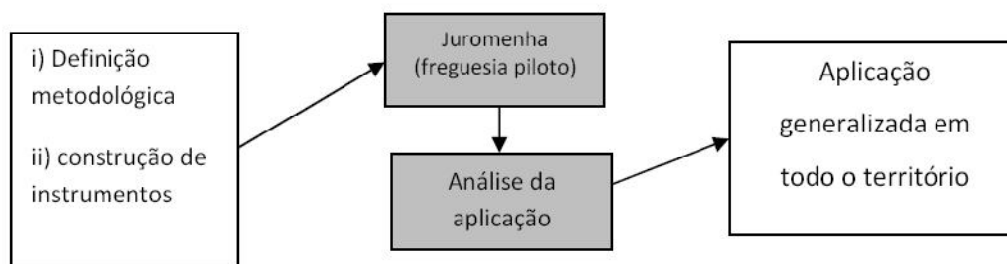 i) Definição
metodológica
ii) construção de
instrumentos
Juromenha
(freguesia piloto)
Análise da
aplicação
Aplicação
generalizada em
todo o território